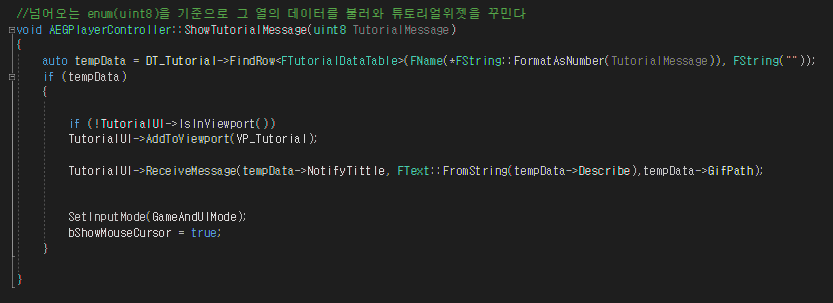 //넘어오는 enum(uint8)을 기준으로 그 열의 데이터를 불러와 튜토리얼위젯을 꾸민다
void AEGPlayerController::ShowTutorialMessage(uint8 TutorialMessage)
{
auto tempData = DT_Tutorial->FindRow<FTutorialDataTable>(FName(*FString::FormatAsNumber(TutorialMessage)), FString(""));
if (tempData)
{
if (!TutorialUI->IsInViewport())
TutorialUI->AddToViewport(VP_Tutorial);
TutorialUI->ReceiveMessage(tempData->NotifyTittle, FText::FromString(tempData->Describe),tempData->GifPath);
SetInputMode(GameAndUIMode);
bShowMouseCursor = true;
}
}